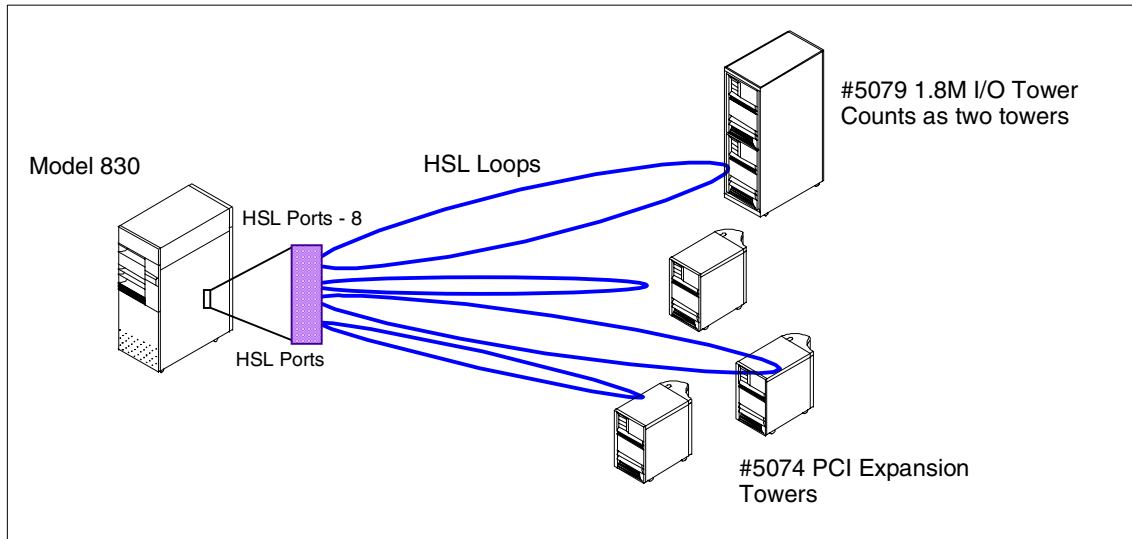 #5079 1.8M I/O Tower
Counts as two towers
Model 830
HSL Loops
HSL Ports - 8
HSL Ports
#5074 PCI Expansion
Towers